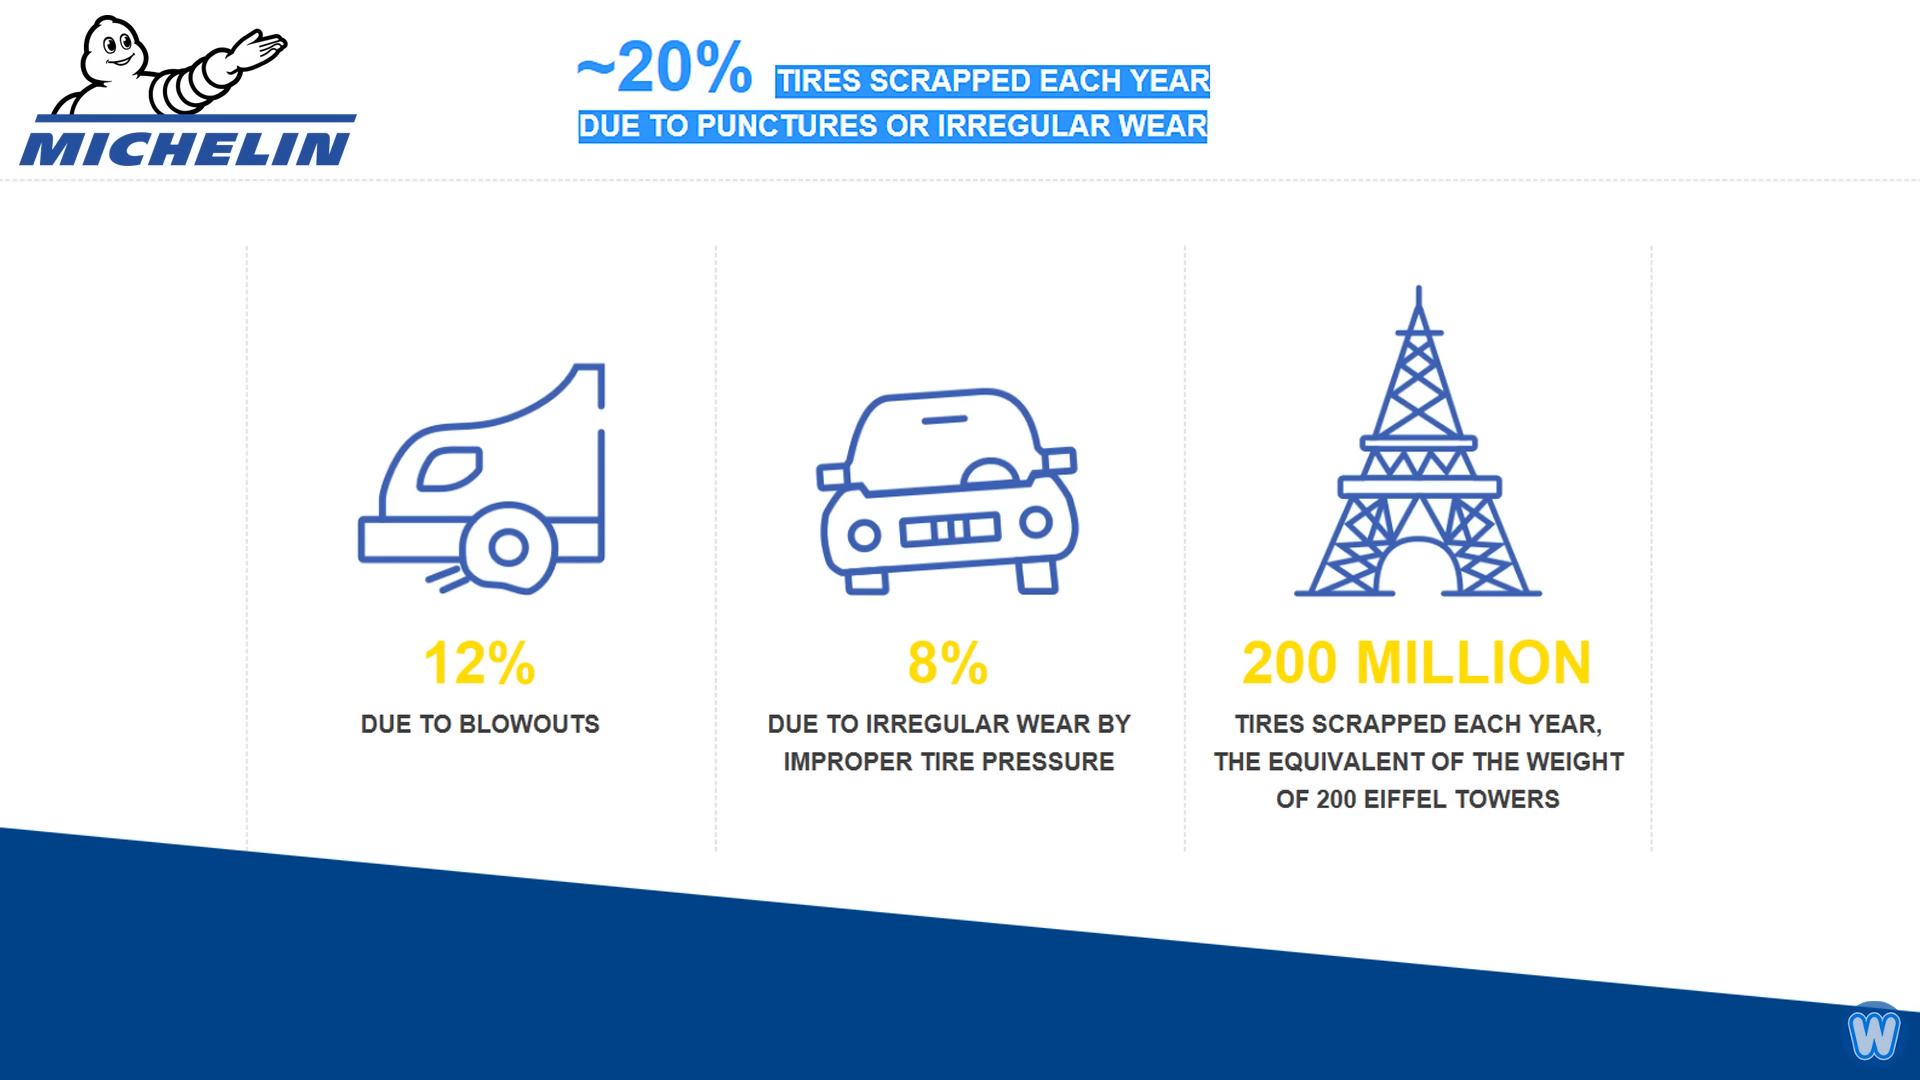 MICHELIN
~20% TIRES SCRAPPED EACH YEAR
DUE TO PUNCTURES OR IRREGULAR WEAR
12%
DUE TO BLOWOUTS
8%
DUE TO IRREGULAR WEAR BY
IMPROPER TIRE PRESSURE
200 MILLION
TIRES SCRAPPED EACH YEAR,
THE EQUIVALENT OF THE WEIGHT
OF 200 EIFFEL TOWERS
W